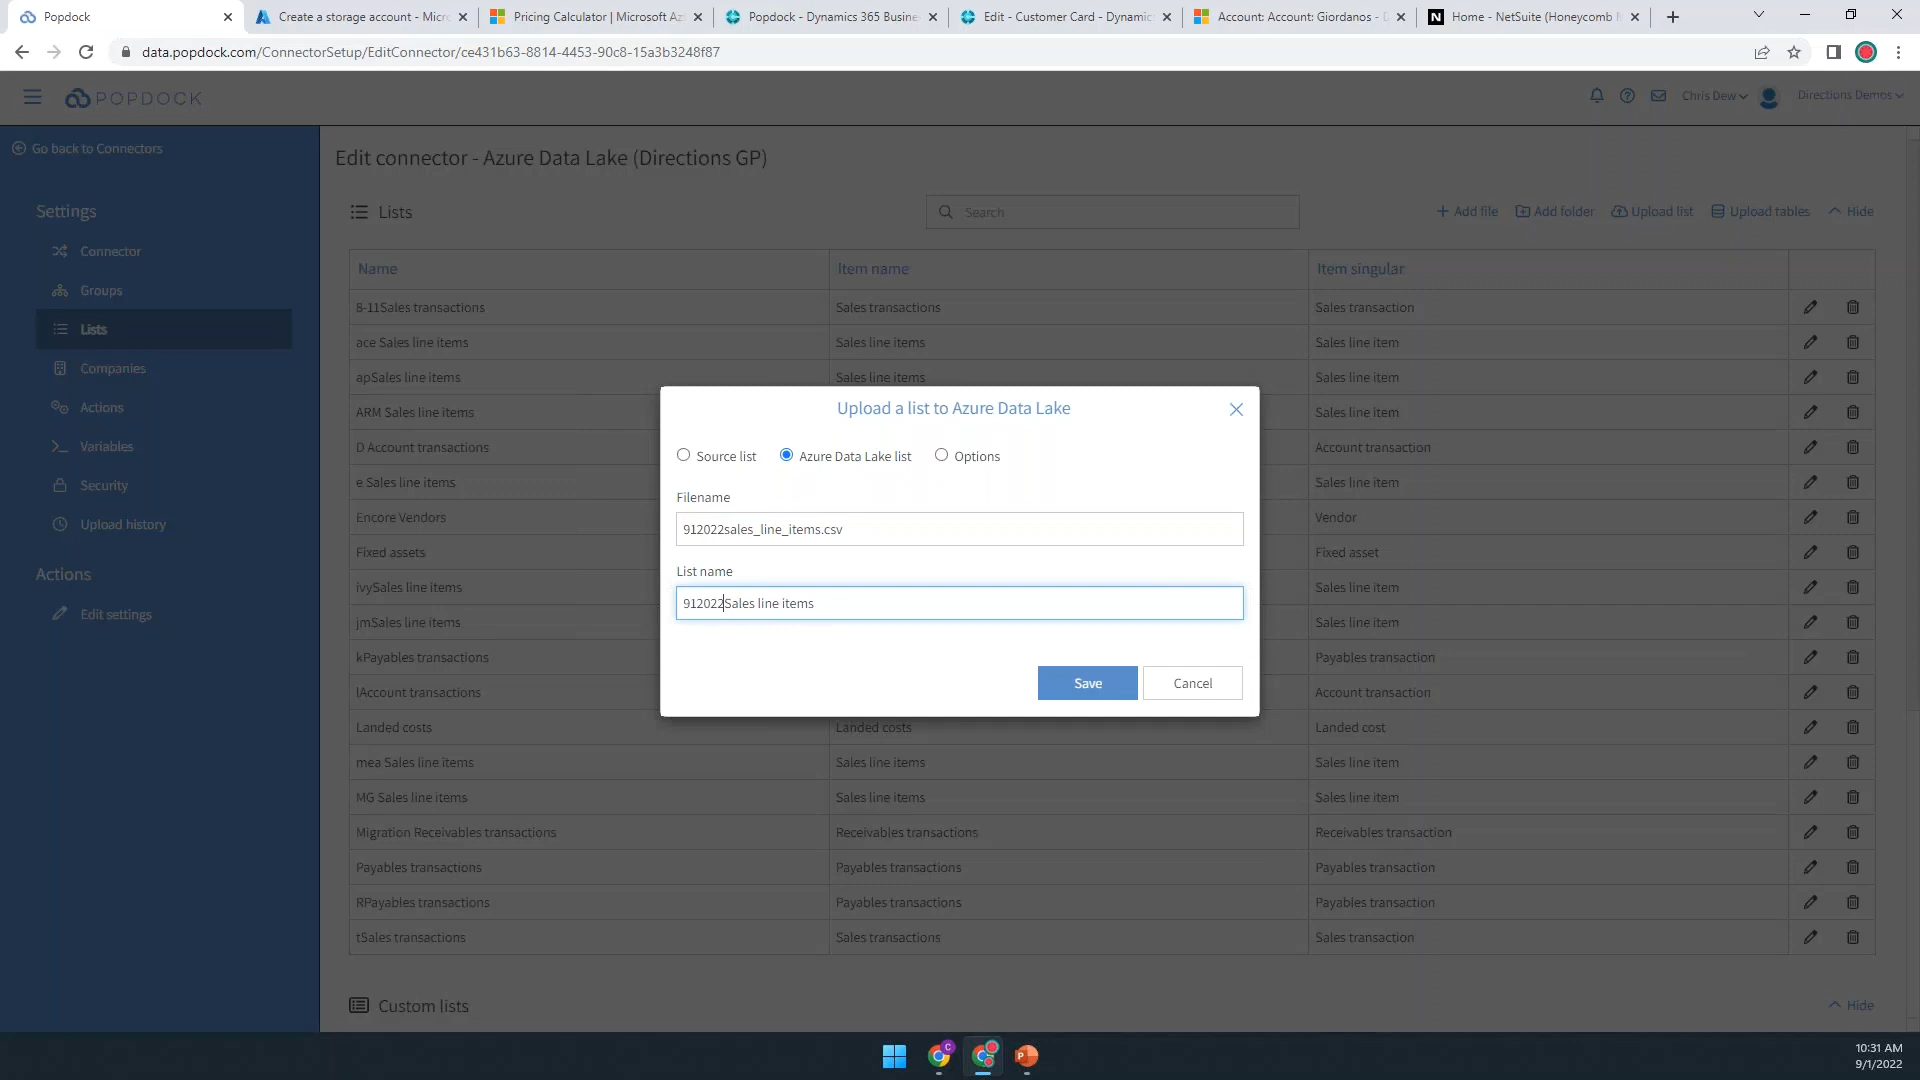 Popdock
Create a storage account - Micro
Pricing Calculator | Microsoft Az
Popdock - Dynamics 365 Busine
Edit - Customer Card - Dynamic
Account: Account: Giordanos - D
Home - NetSuite (Honeycomb M
data.popdock.com/ConnectorSetup/EditConnector/ce431b63-8814-4453-90c8-15a3b3248f87
POPDOCK
Chris Dew
Directions Demos
Go back to Connectors
Edit connector - Azure Data Lake (Directions GP)
Settings
Connector
Groups
Lists
Companies
Actions
Variables
Security
Upload history
Actions
Edit settings
Lists
Search
Add file
Add folder
Upload list
Upload tables
Hide
Name Item name Item singular
8-11Sales transactions Sales transactions Sales transaction
ace Sales line items Sales line items Sales line item
apSales line items Sales line items Sales line item
ARM Sales line items Sales line item
D Account transactions Account transaction
e Sales line items Sales line item
Encore Vendors Vendor
Fixed assets Fixed asset
ivySales line items Sales line item
jmSales line items Sales line item
kPayables transactions Payables transaction
lAccount transactions Account transaction
Landed costs Landed costs Landed cost
mea Sales line items Sales line items Sales line item
MG Sales line items Sales line items Sales line item
Migration Receivables transactions Receivables transactions Receivables transaction
Payables transactions Payables transactions Payables transaction
RPayables transactions Payables transactions Payables transaction
tSales transactions Sales transactions Sales transaction
Upload a list to Azure Data Lake
Source list
Azure Data Lake list
Options
Filename
912022sales_line_items.csv
List name
912022Sales line items
Save
Cancel
Custom lists
Hide
10:31 AM
9/1/2022